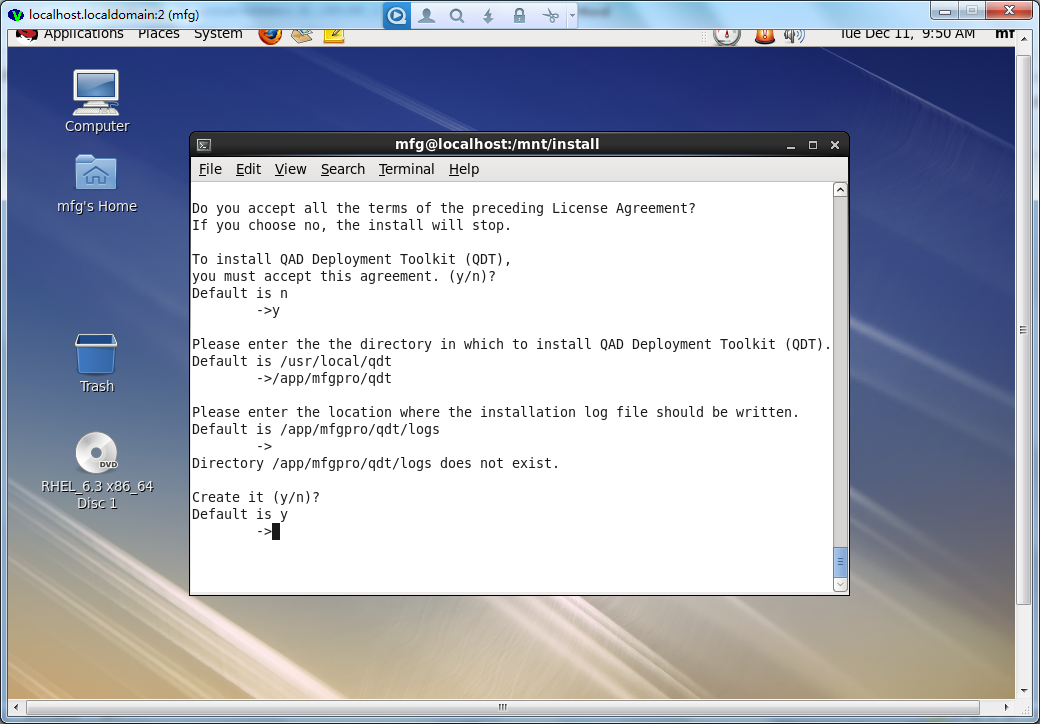 localhost.localdomain:2 (mfg)
Applications Places System
Tue Dec 11, 9:50 AM mf
Computer
mfg's Home
Trash
DVD
RHEL_6.3 x86_64
Disc 1
mfg@localhost:/mnt/install
File Edit View Search Terminal Help
Do you accept all the terms of the preceding License Agreement?
If you choose no, the install will stop.
To install QAD Deployment Toolkit (QDT),
you must accept this agreement. (y/n)?
Default is n
->y
Please enter the the directory in which to install QAD Deployment Toolkit (QDT).
Default is /usr/local/qdt
->/app/mfgpro/qdt
Please enter the location where the installation log file should be written.
Default is /app/mfgpro/qdt/logs
->
Directory /app/mfgpro/qdt/logs does not exist.
Create it (y/n)?
Default is y
->